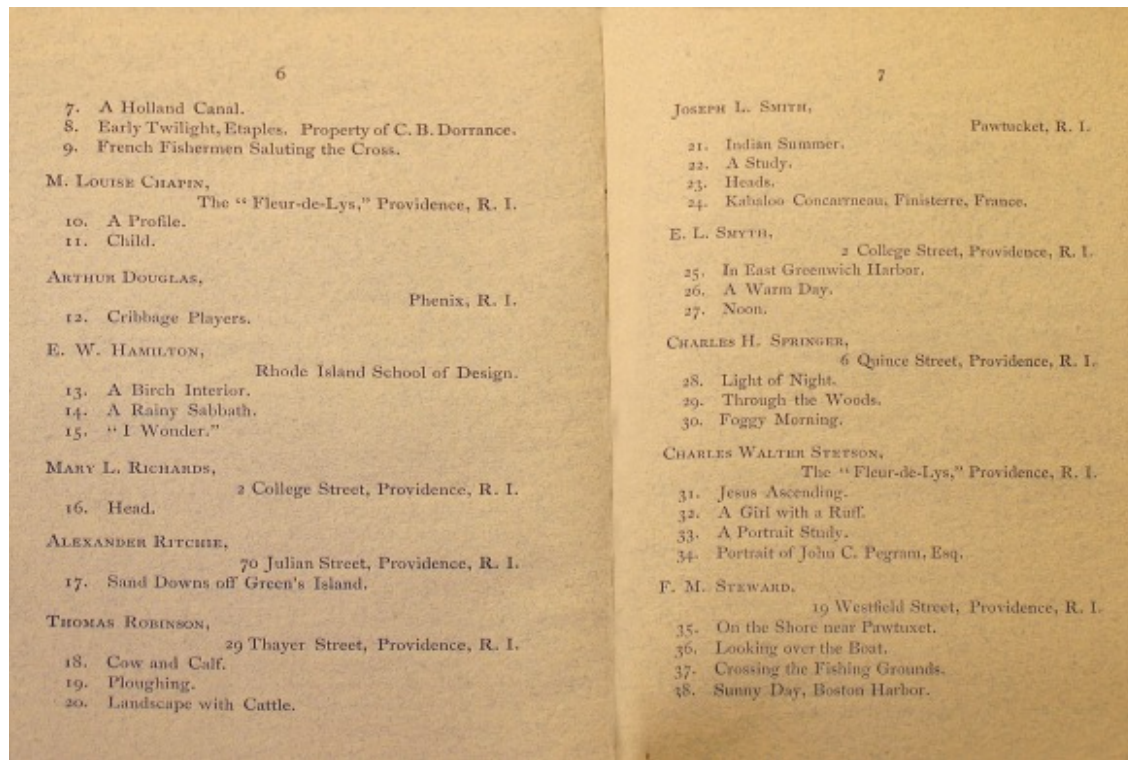 6
7. A Holland Canal.
8. Early Twilight, Etaples. Property of C. B. Dorrance.
9. French Fishermen Saluting the Cross.
M. LOUISE CHAPIN,
The “ Fleur-de-Lys,” Providence, R. I.
10. A Profile.
11. Child.
ARTHUR DOUGLAS,
Phenix, R. I.
12. Cribbage Players.
E. W. HAMILTON,
Rhode Island School of Design.
13. A Birch Interior.
14. A Rainy Sabbath.
15. “ I Wonder.”
MARY L. RICHARDS,
2 College Street, Providence, R. I.
16. Head.
ALEXANDER RITCHIE,
70 Julian Street, Providence, R. I.
17. Sand Downs off Green's Island.
THOMAS ROBINSON,
29 Thayer Street, Providence, R. I.
18. Cow and Calf.
19. Ploughing.
20. Landscape with Cattle.
7
JOSEPH L. SMITH,
Pawtucket, R. I.
21. Indian Summer.
22. A Study.
23. Heads.
24. Kabaloo Concarrneau, Finisterre, France.
E. L. SMYTH,
2 College Street, Providence, R. I.
25. In East Greenwich Harbor.
26. A Warm Day.
27. Noon.
CHARLES H. SPRINGER,
6 Quince Street, Providence, R. I.
28. Light of Night.
29. Through the Woods.
30. Foggy Morning.
CHARLES WALTER STETSON,
The “ Fleur-de-Lys,” Providence, R. I.
31. Jesus Ascending.
32. A Girl with a Ruff.
33. A Portrait Study.
34. Portrait of John C. Pegram, Esq.
F. M. STEWARD,
19 Westfield Street, Providence, R. I.
35. On the Shore near Pawtuxet.
36. Looking over the Boat.
37. Crossing the Fishing Grounds.
38. Sunny Day, Boston Harbor.